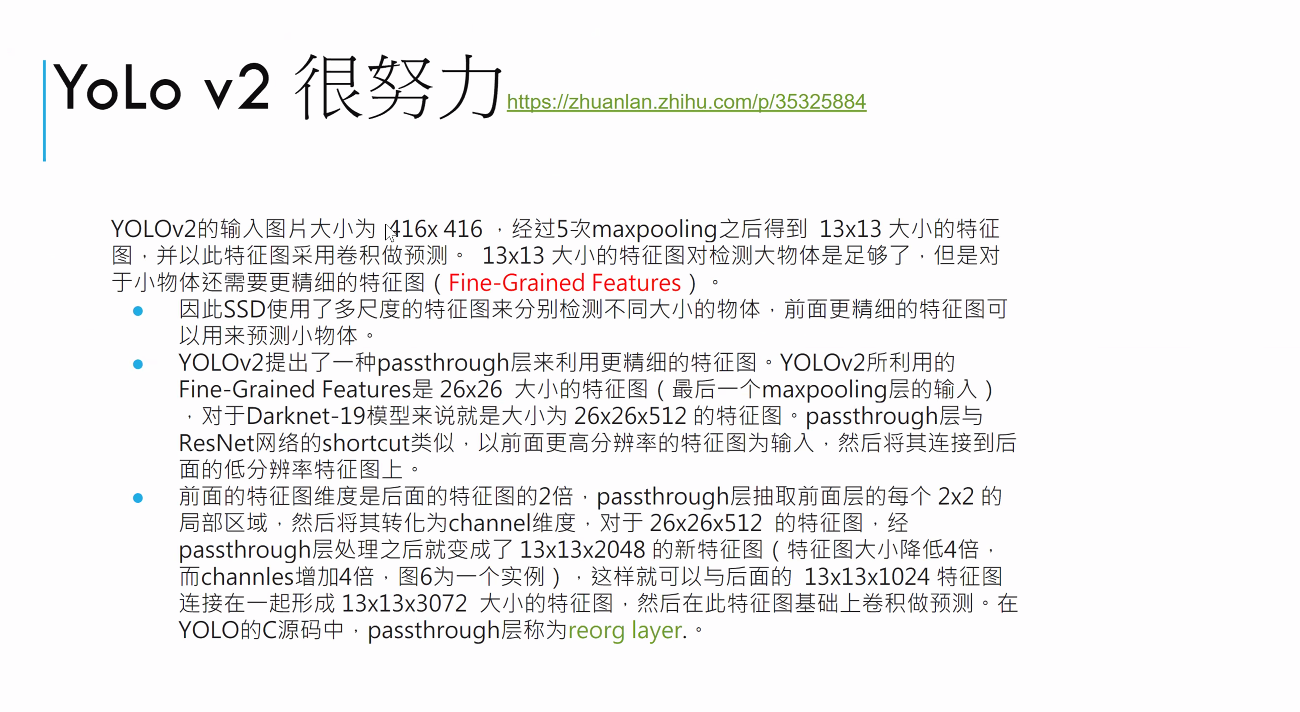 YoLo v2 很努力 https://zhuanlan.zhihu.com/p/35325884
YOLOv2的输入图片大小为 416x 416 ，经过5次maxpooling之后得到 13x13 大小的特征
图，并以此特征图采用卷积做预测。 13x13 大小的特征图对检测大物体是足够了，但是对
于小物体还需要更精细的特征图（Fine-Grained Features）。
● 因此SSD使用了多尺度的特征图来分别检测不同大小的物体，前面更精细的特征图可
以用来预测小物体。
● YOLOv2提出了一种passthrough层来利用更精细的特征图。YOLOv2所利用的
Fine-Grained Features是 26x26 大小的特征图（最后一个maxpooling层的输入）
，对于Darknet-19模型来说就是大小为 26x26x512 的特征图。passthrough层与
ResNet网络的shortcut类似，以前面更高分辨率的特征图为输入，然后将其连接到后
面的低分辨率特征图上。
● 前面的特征图维度是后面的特征图的2倍，passthrough层抽取前面层的每个 2x2 的
局部区域，然后将其转化为channel维度，对于 26x26x512 的特征图，经
passthrough层处理之后就变成了 13x13x2048 的新特征图（特征图大小降低4倍，
而channles增加4倍，图6为一个实例），这样就可以与后面的 13x13x1024 特征图
连接在一起形成 13x13x3072 大小的特征图，然后在此特征图基础上卷积做预测。在
YOLO的C源码中，passthrough层称为reorg layer.。